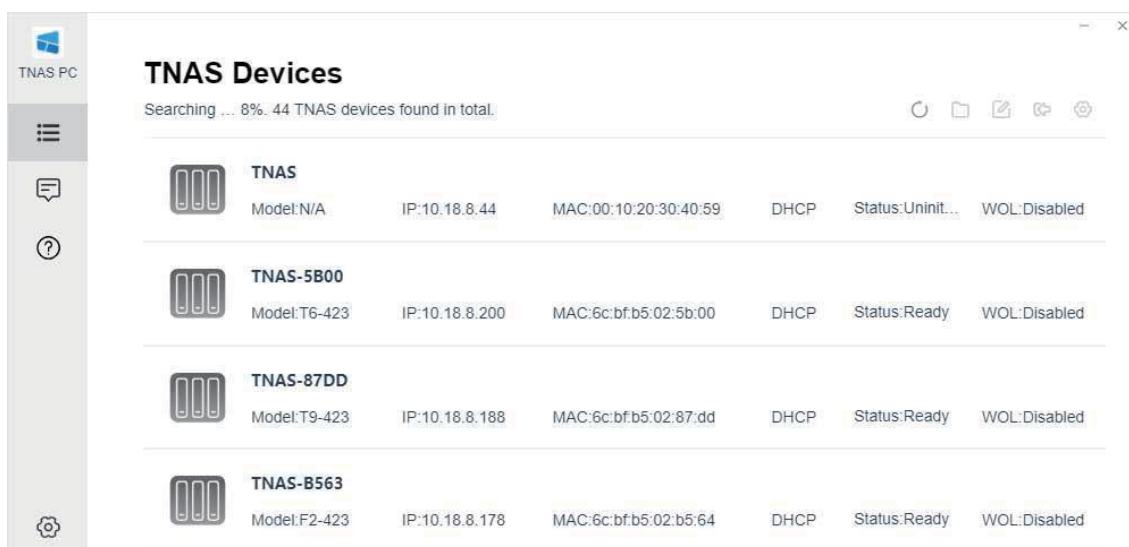 TNAS PC
TNAS Devices
Searching ... 8%. 44 TNAS devices found in total.
TNAS
Model:N/A IP:10.18.8.44 MAC:00:10:20:30:40:59 DHCP Status:Uninit... WOL:Disabled
TNAS-5B00
Model:T6-423 IP:10.18.8.200 MAC:6c:bf:b5:02:5b:00 DHCP Status:Ready WOL:Disabled
TNAS-87DD
Model:T9-423 IP:10.18.8.188 MAC:6c:bf:b5:02:87:dd DHCP Status:Ready WOL:Disabled
TNAS-B563
Model:F2-423 IP:10.18.8.178 MAC:6c:bf:b5:02:b5:64 DHCP Status:Ready WOL:Disabled